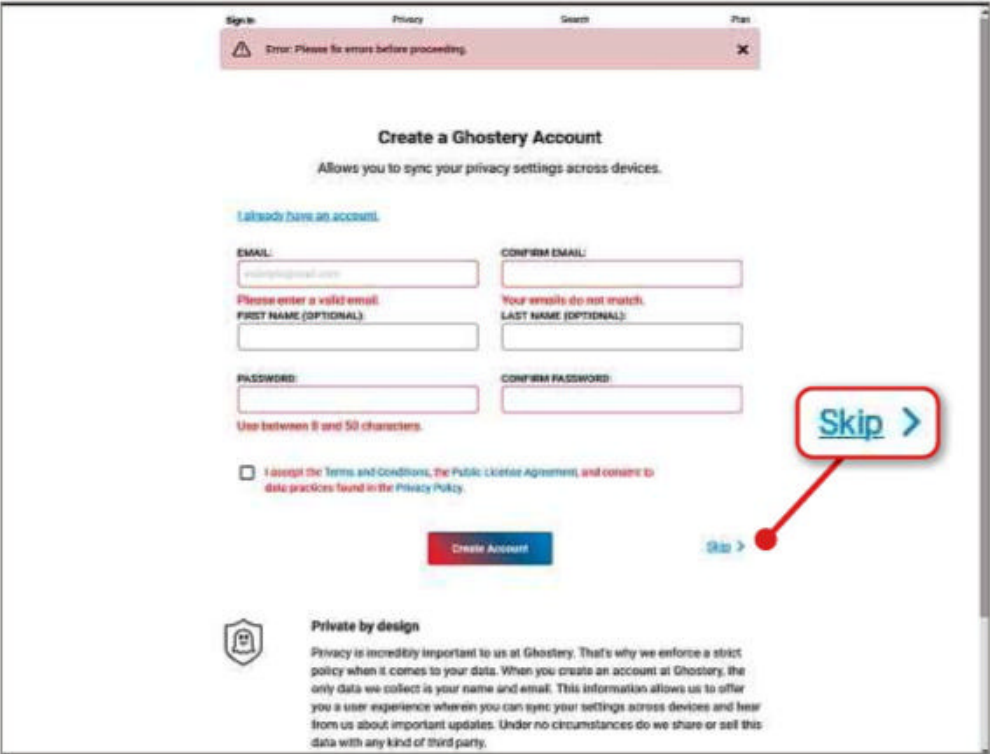 Sign In Privacy Search Plan
Error: Please fix errors before proceeding.
Create a Ghostery Account
Allows you to sync your privacy settings across devices.
I already have an account.
EMAIL: CONFIRM EMAIL:
example@mail.com
Please enter a valid email. Your emails do not match.
FIRST NAME (OPTIONAL): LAST NAME (OPTIONAL):
PASSWORD: CONFIRM PASSWORD:
Use between 8 and 50 characters.
Skip >
I accept the Terms and Conditions, the Public License Agreement, and consent to
data practices found in the Privacy Policy.
Create Account Skip >
Private by design
Privacy is incredibly important to us at Ghostery. That's why we enforce a strict
policy when it comes to your data. When you create an account at Ghostery, the
only data we collect is your name and email. This information allows us to offer
you a user experience wherein you can sync your settings across devices and hear
from us about important updates. Under no circumstances do we share or sell this
data with any kind of third party.